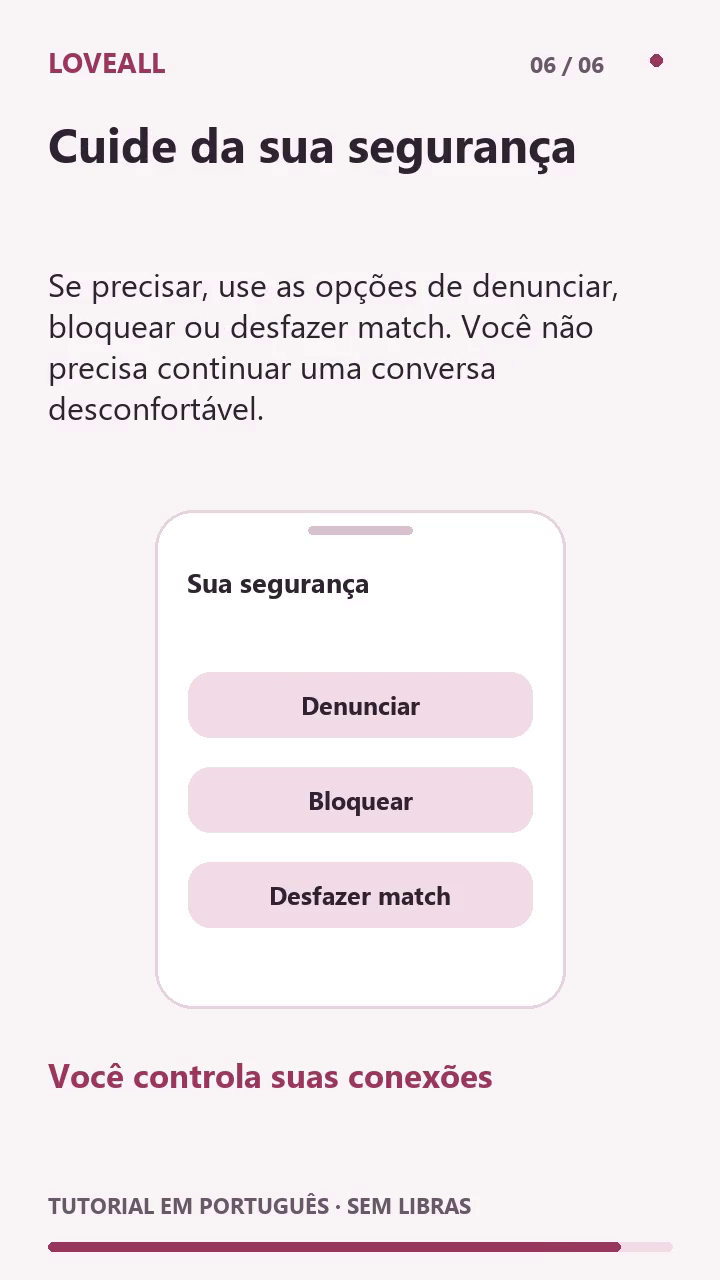 LOVEALL
06 / 06
Cuide da sua segurança
Se precisar, use as opções de denunciar,
bloquear ou desfazer match. Você não
precisa continuar uma conversa
desconfortável.
Sua segurança
Denunciar
Bloquear
Desfazer match
Você controla suas conexões
TUTORIAL EM PORTUGUÊS · SEM LIBRAS